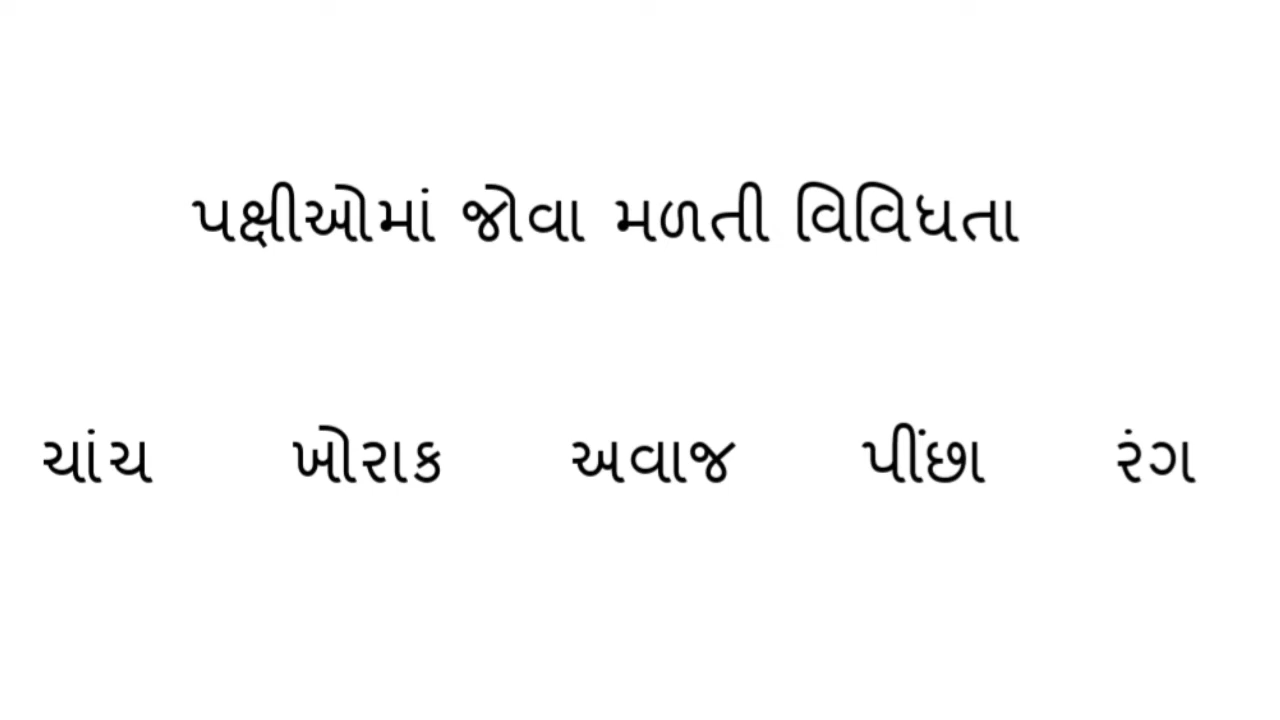 પક્ષીઓમાં જોવા મળતી વિવિધતા
ચાંચ ખોરાક અવાજ પીંછા રંગ